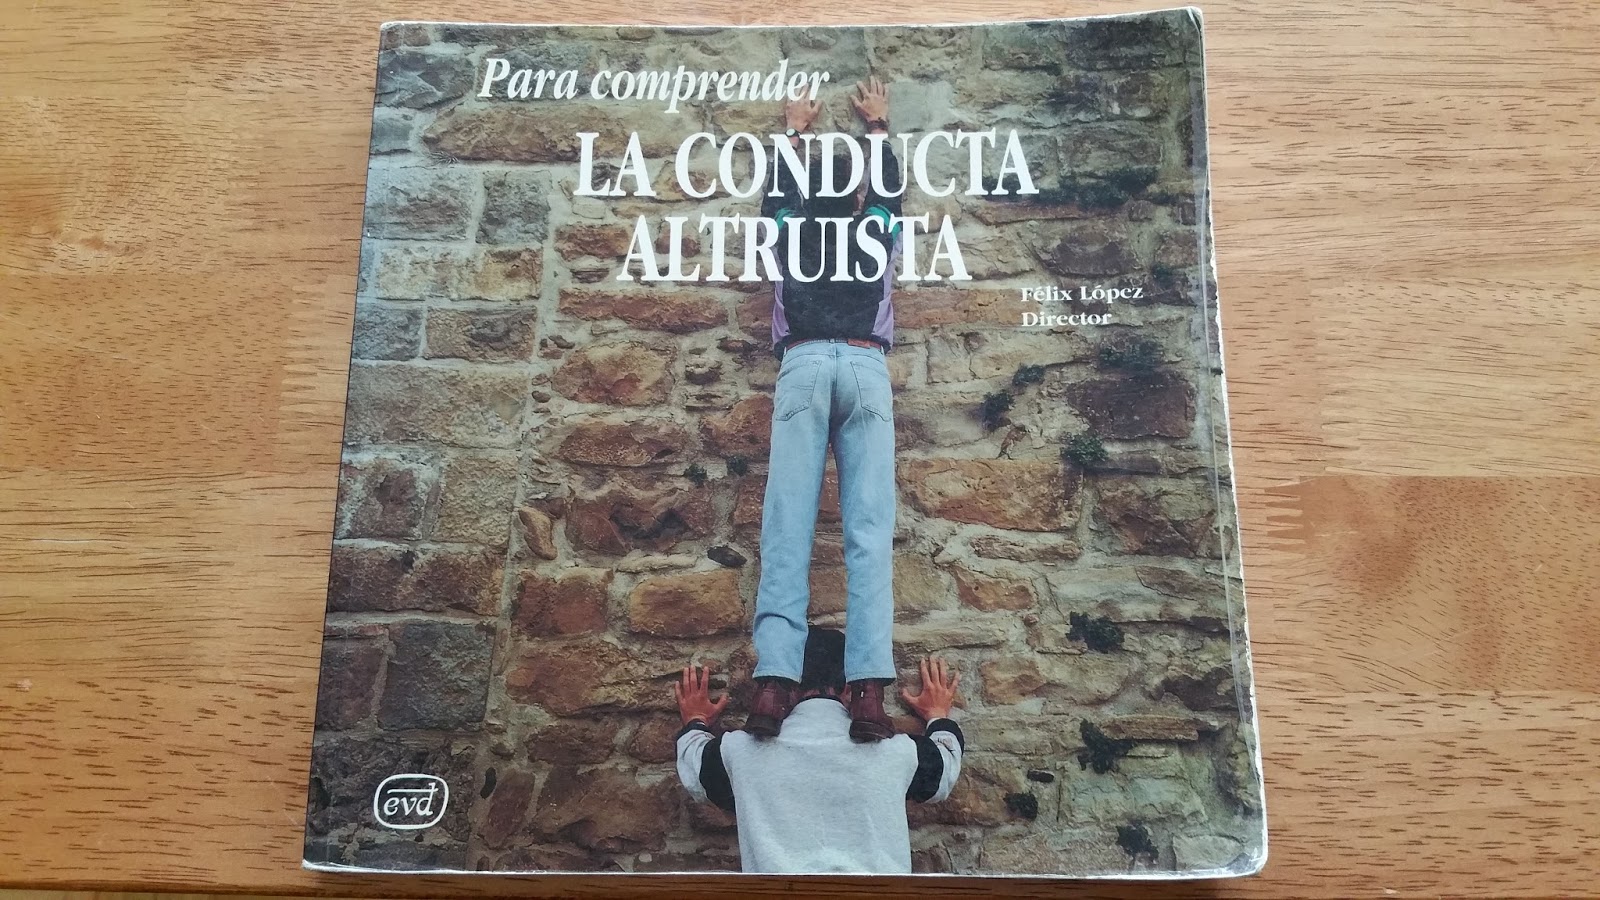 Para comprender
LA CONDUCTA
ALTRUISTA
Félix López
Director
evd